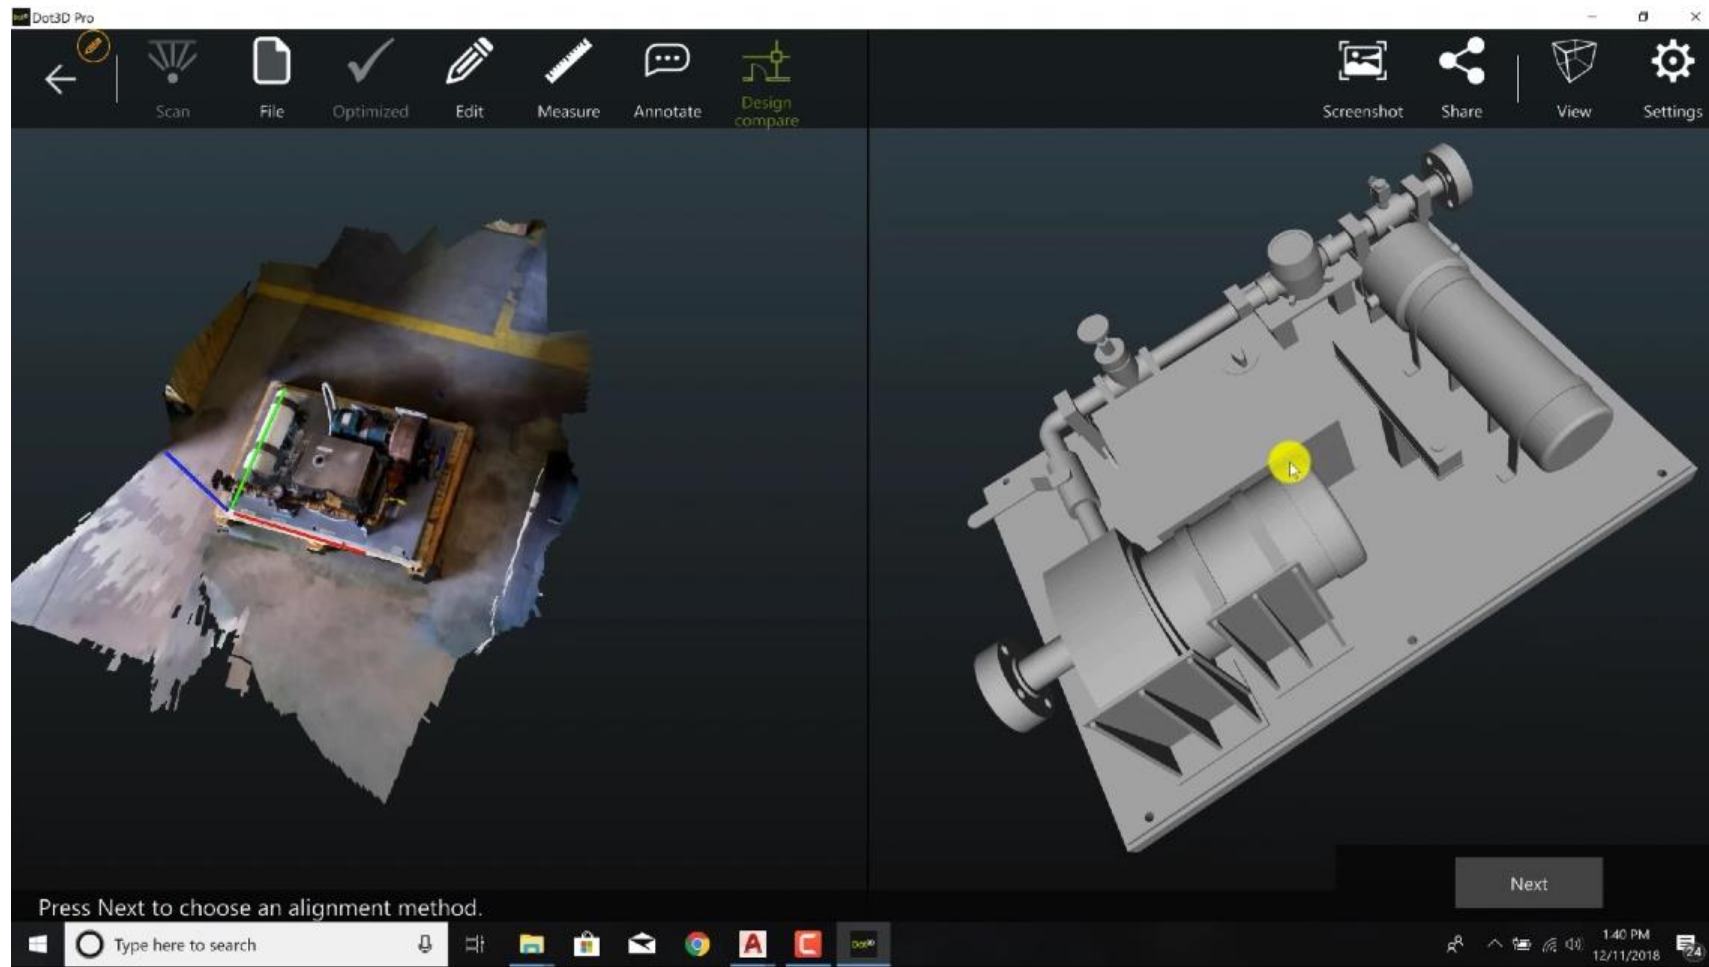 Dot3D Pro
Scan
File
Optimized
Edit
Measure
Annotate
Design
compare
Screenshot
Share
View
Settings
Next
Press Next to choose an alignment method.
Type here to search
1:40 PM
12/11/2018
24